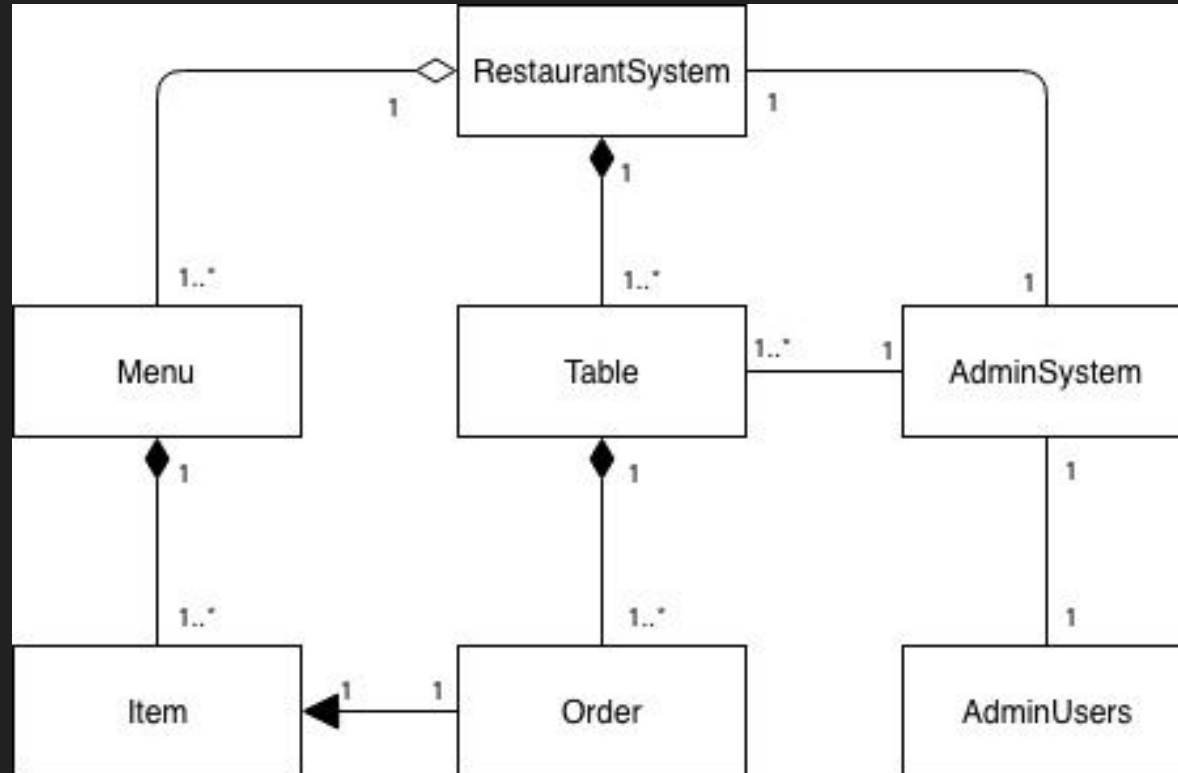 RestaurantSystem
1
1
1
1..*
1..*
1
Menu
Table
1..*
1
AdminSystem
1
1
1
1..*
1..*
1
Item
1
1
Order
AdminUsers